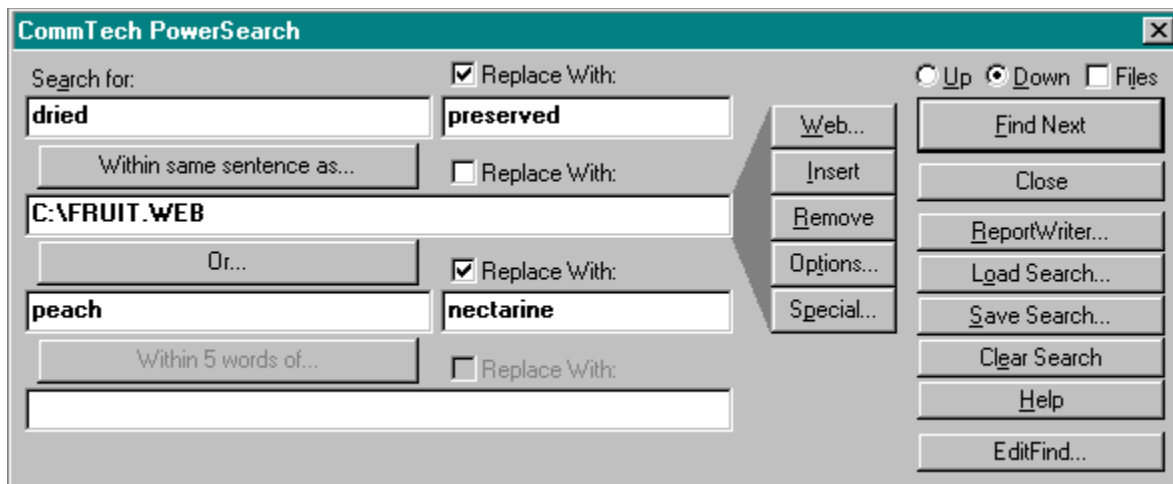 CommTech PowerSearch
Search for:
Replace With:
Up Down Files
dried
preserved
Web...
Find Next
Within same sentence as...
Replace With:
Insert
Close
C:\FRUIT.WEB
Remove
ReportWriter...
Or...
Replace With:
Options...
Load Search...
peach
nectarine
Special...
Save Search...
Within 5 words of...
Replace With:
Clear Search
Help
EditFind...